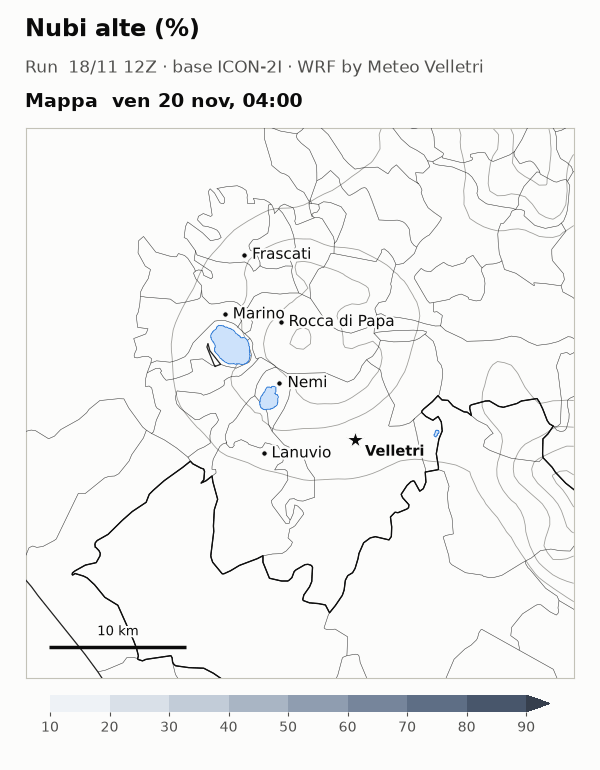 Nubi alte (%)
Run  18/11 12Z · base ICON-2I · WRF by Meteo Velletri
Mappa  ven 20 nov, 04:00
Frascati
Marino
Rocca di Papa
Nemi
Velletri
Lanuvio
10 km
10 20 30 40 50 60 70 80 90